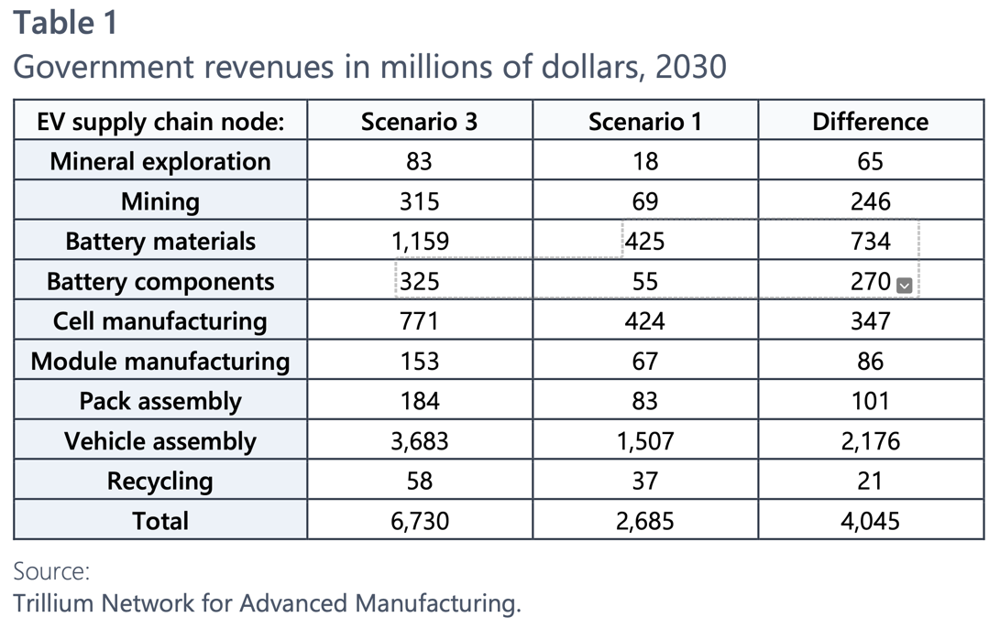 Table 1
Government revenues in millions of dollars, 2030
EV supply chain node: Scenario 3 Scenario 1 Difference
Mineral exploration 83 18 65
Mining 315 69 246
Battery materials 1,159 425 734
Battery components 325 55 270
Cell manufacturing 771 424 347
Module manufacturing 153 67 86
Pack assembly 184 83 101
Vehicle assembly 3,683 1,507 2,176
Recycling 58 37 21
Total 6,730 2,685 4,045
Source:
Trillium Network for Advanced Manufacturing.